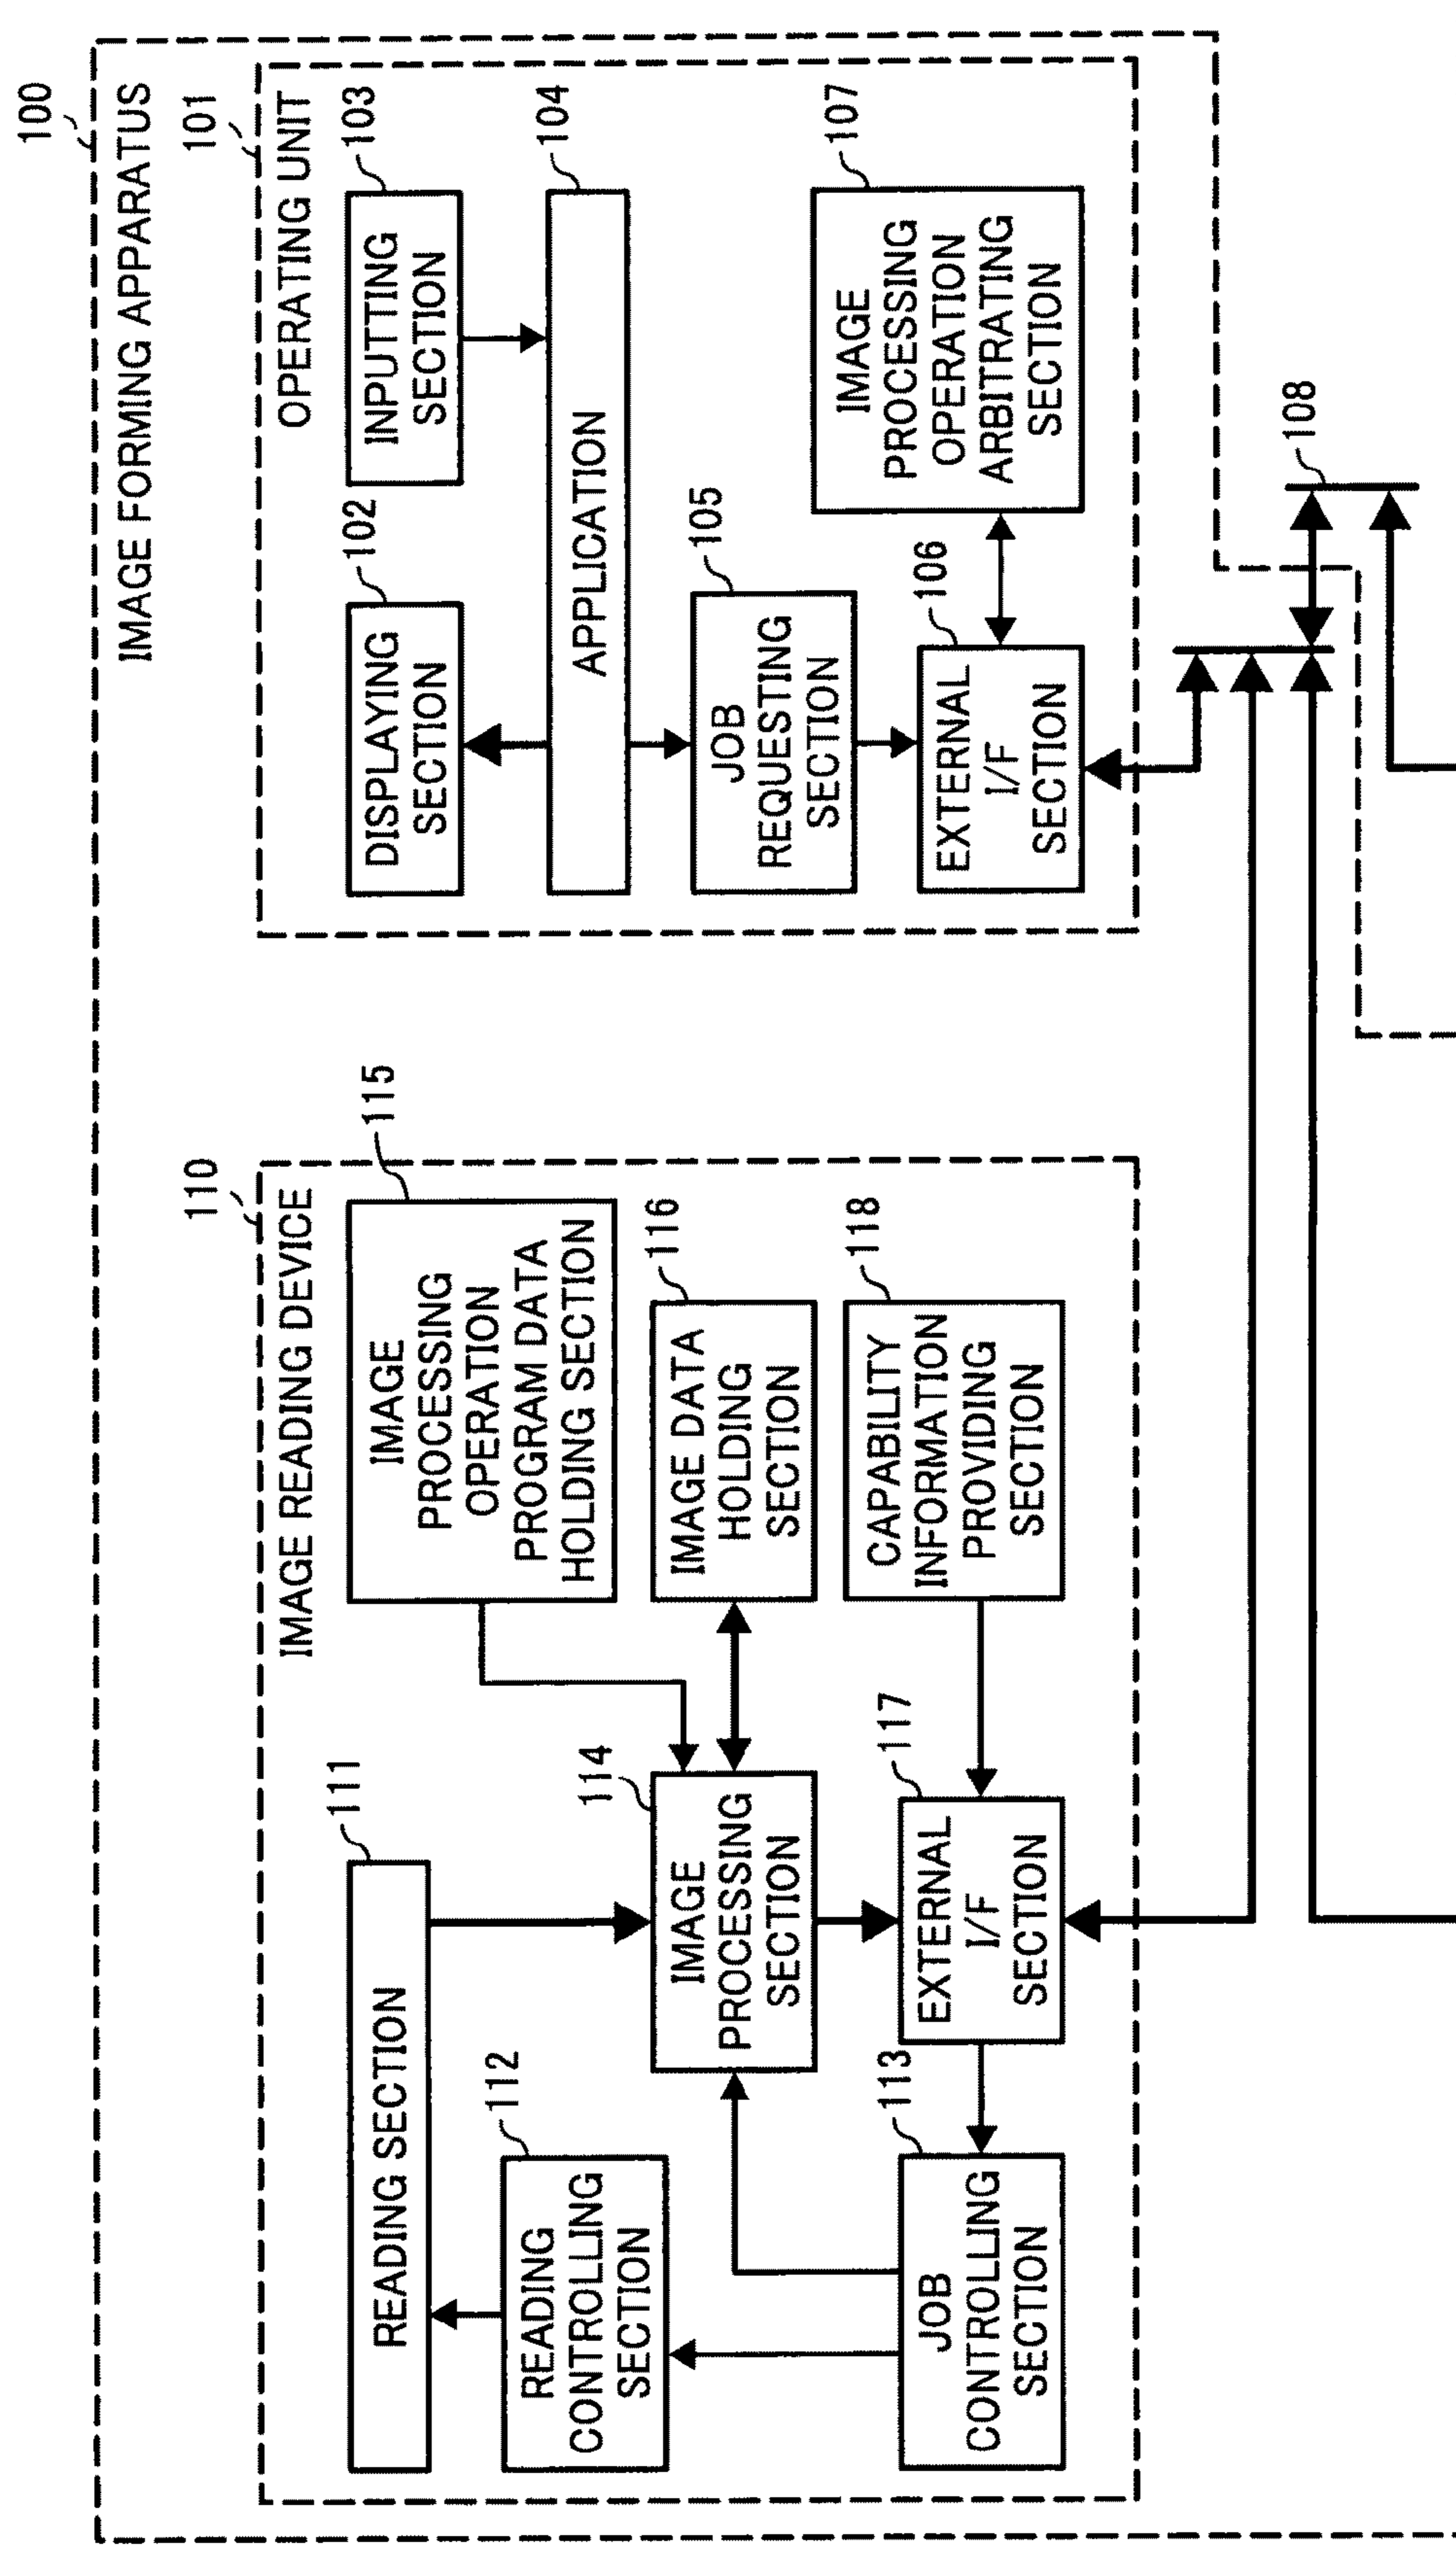 100
IMAGE FORMING APPARATUS
110
IMAGE READING DEVICE
111
READING SECTION
112
READING
CONTROLLING
SECTION
115
IMAGE
PROCESSING
OPERATION
PROGRAM DATA
HOLDING SECTION
114
IMAGE
PROCESSING
SECTION
116
IMAGE DATA
HOLDING
SECTION
113
JOB
CONTROLLING
SECTION
117
EXTERNAL
I/F
SECTION
118
CAPABILITY
INFORMATION
PROVIDING
SECTION
101
OPERATING UNIT
102
DISPLAYING
SECTION
103
INPUTTING
SECTION
104
APPLICATION
105
JOB
REQUESTING
SECTION
106
EXTERNAL
I/F
SECTION
107
IMAGE
PROCESSING
OPERATION
ARBITRATING
SECTION
108